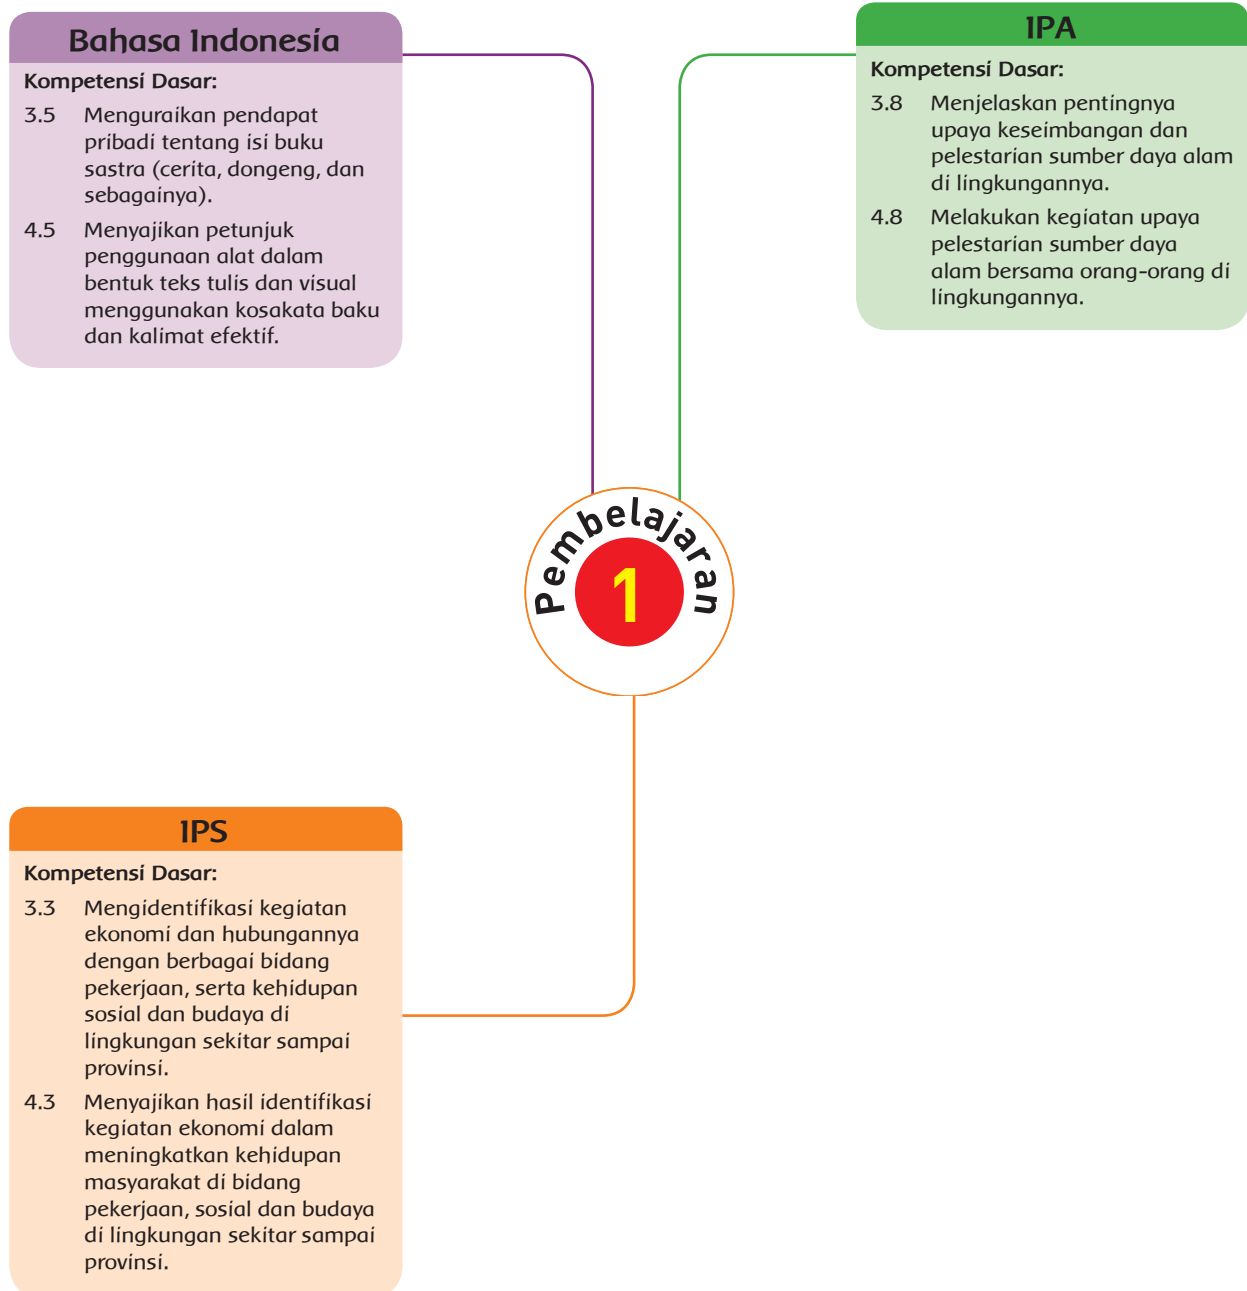 Bahasa Indonesia
Kompetensi Dasar:
3.5 Menguraikan pendapat
pribadi tentang isi buku
sastra (cerita, dongeng, dan
sebagainya).
4.5 Menyajikan petunjuk
penggunaan alat dalam
bentuk teks tulis dan visual
menggunakan kosakata baku
dan kalimat efektif.
IPA
Kompetensi Dasar:
3.8 Menjelaskan pentingnya
upaya keseimbangan dan
pelestarian sumber daya alam
di lingkungannya.
4.8 Melakukan kegiatan upaya
pelestarian sumber daya
alam bersama orang-orang di
lingkungannya.
Pembelajaran
1
IPS
Kompetensi Dasar:
3.3 Mengidentifikasi kegiatan
ekonomi dan hubungannya
dengan berbagai bidang
pekerjaan, serta kehidupan
sosial dan budaya di
lingkungan sekitar sampai
provinsi.
4.3 Menyajikan hasil identifikasi
kegiatan ekonomi dalam
meningkatkan kehidupan
masyarakat di bidang
pekerjaan, sosial dan budaya
di lingkungan sekitar sampai
provinsi.